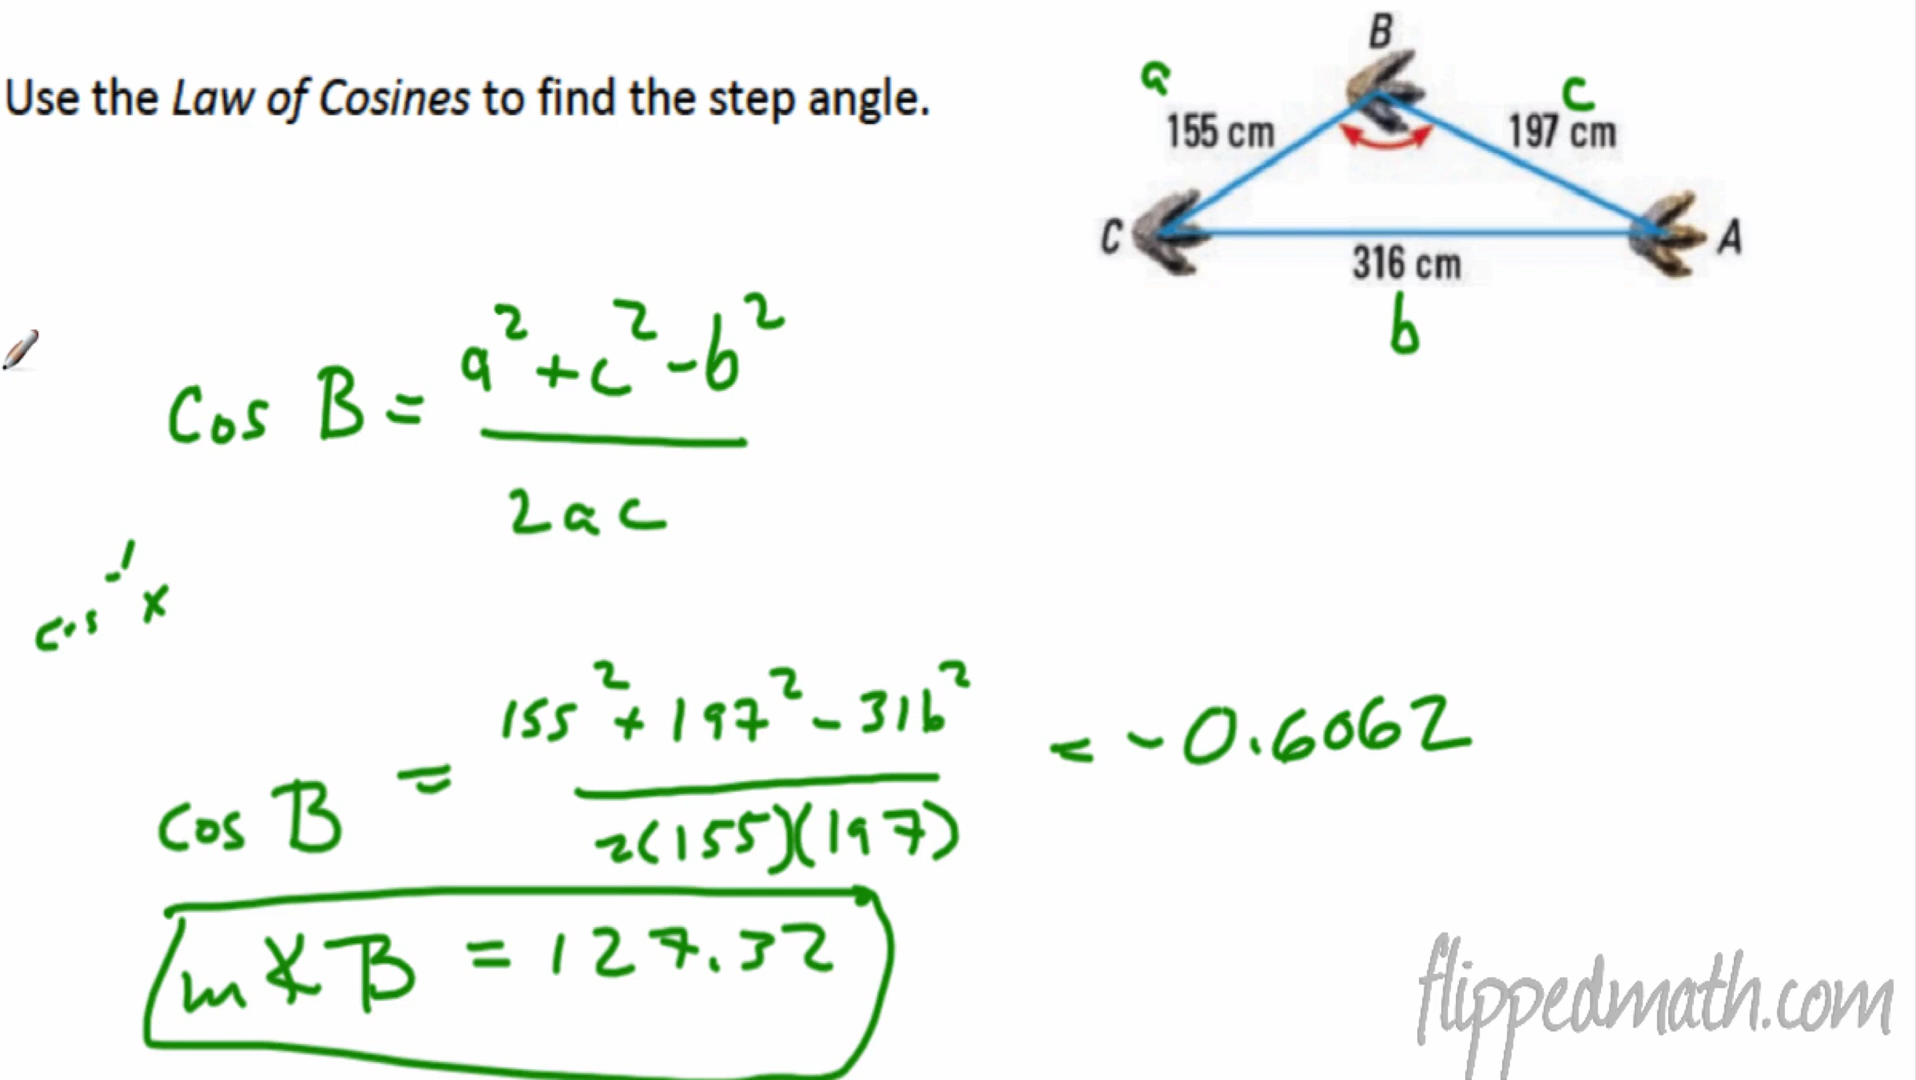 Use the Law of Cosines to find the step angle.
B
a
c
155 cm
197 cm
C
A
316 cm
b
Cos B = a² + c² - b²
2ac
cos⁻¹ x
cos B = 155² + 197² - 316² = -0.6062
2(155)(197)
m∡B = 127.32
flippedmath.com